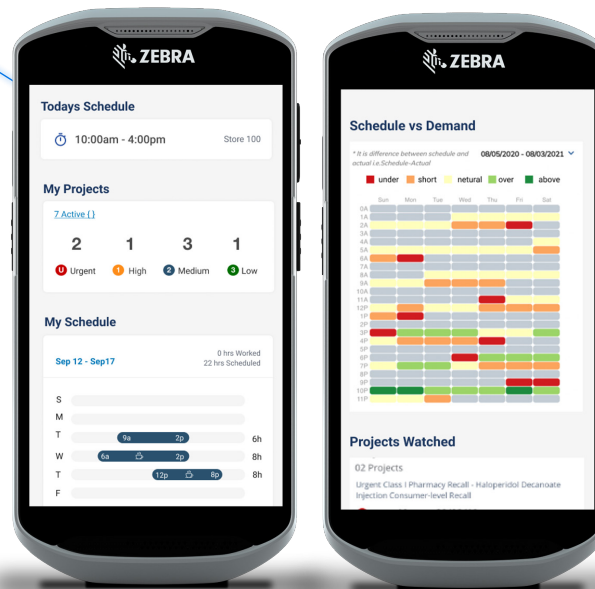 ZEBRA
Todays Schedule
10:00am - 4:00pm
Store 100
My Projects
7 Active ( )
2 1 3 1
U Urgent 1 High 2 Medium 3 Low
My Schedule
0 hrs Worked
Sep 12 - Sep17
22 hrs Scheduled
S
M
T 9a 2p 6h
W 6a 2p 8h
T 12p 8p 8h
F
ZEBRA
Schedule vs Demand
* It is difference between schedule and
actual i.e.Schedule-Actual
08/05/2020 - 08/03/2021
under short netural over above
Sun Mon Tue Wed Thu Fri Sat
0A
1A
2A
3A
4A
5A
6A
7A
8A
9A
10A
11A
12P
1P
2P
3P
4P
5P
6P
7P
8P
9P
10P
11P
Projects Watched
02 Projects
Urgent Class I Pharmacy Recall - Haloperidol Decanoate
Injection Consumer-level Recall